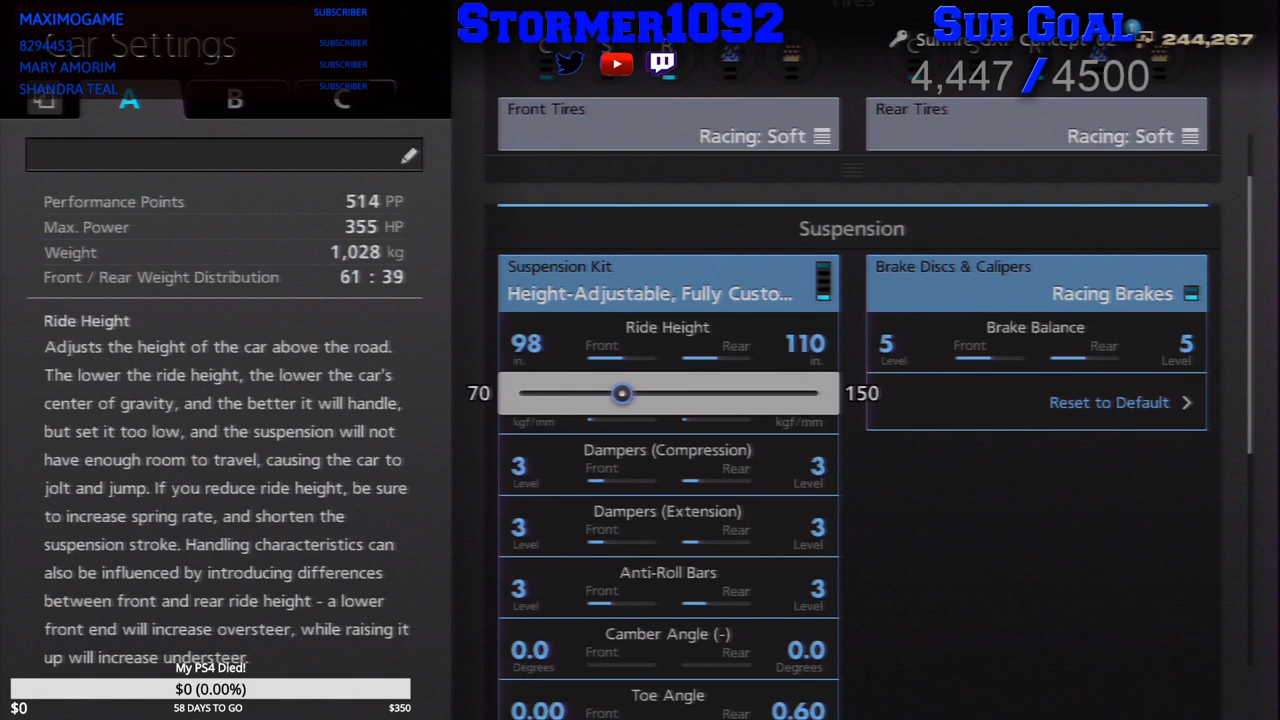 MAXIMOGAME SUBSCRIBER
8294453 SUBSCRIBER
MARY AMORIM SUBSCRIBER
SHANDRA TEAL SUBSCRIBER
Car Settings
A B C
Performance Points 514 PP
Max. Power 355 HP
Weight 1,028 kg
Front / Rear Weight Distribution 61 : 39
Ride Height
Adjusts the height of the car above the road.
The lower the ride height, the lower the car's
center of gravity, and the better it will handle,
but set it too low, and the suspension will not
have enough room to travel, causing the car to
jolt and jump. If you reduce ride height, be sure
to increase spring rate, and shorten the
suspension stroke. Handling characteristics can
also be influenced by introducing differences
between front and rear ride height - a lower
front end will increase oversteer, while raising it
up will increase understeer.
My PS4 Died!
$0 (0.00%)
$0 58 DAYS TO GO $350
Stormer1092
Sub Goal
244,267
4,447/4500
Tires
Front Tires
Racing: Soft
Rear Tires
Racing: Soft
Suspension
Suspension Kit
Height-Adjustable, Fully Custo...
Ride Height
98 Front Rear 110
in. in.
70 150
kgf/mm kgf/mm
Dampers (Compression)
3 Front Rear 3
Level Level
Dampers (Extension)
3 Front Rear 3
Level Level
Anti-Roll Bars
3 Front Rear 3
Level Level
Camber Angle (-)
0.0 Front Rear 0.0
Degrees Degrees
Toe Angle
0.00 Front Rear 0.60
Brake Discs & Calipers
Racing Brakes
Brake Balance
5 Front Rear 5
Level Level
Reset to Default